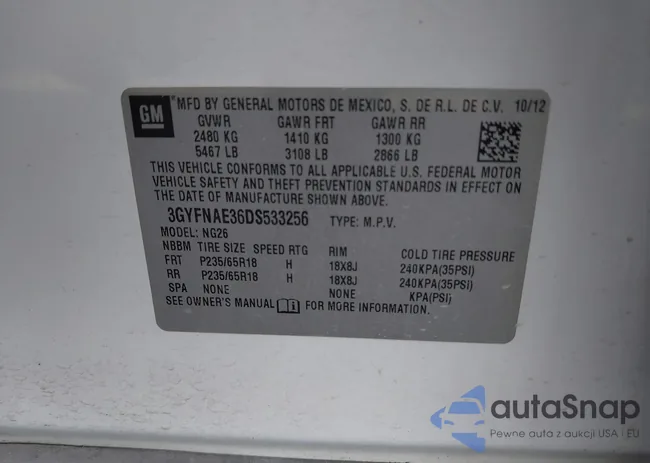 GM
MFD BY GENERAL MOTORS DE MEXICO, S. DE R.L. DE C.V. 10/12
GVWR GAWR FRT GAWR RR
2480 KG 1410 KG 1300 KG
5467 LB 3108 LB 2866 LB
THIS VEHICLE CONFORMS TO ALL APPLICABLE U.S. FEDERAL MOTOR
VEHICLE SAFETY AND THEFT PREVENTION STANDARDS IN EFFECT ON
THE DATE OF MANUFACTURE SHOWN ABOVE.
3GYFNAE36DS533256 TYPE: M.P.V.
MODEL: NG26
NBBM TIRE SIZE SPEED RTG RIM COLD TIRE PRESSURE
FRT P235/65R18 H 18X8J 240KPA(35PSI)
RR P235/65R18 H 18X8J 240KPA(35PSI)
SPA NONE NONE KPA(PSI)
SEE OWNER'S MANUAL FOR MORE INFORMATION.
autaSnap
Pewne auta z aukcji USA i EU